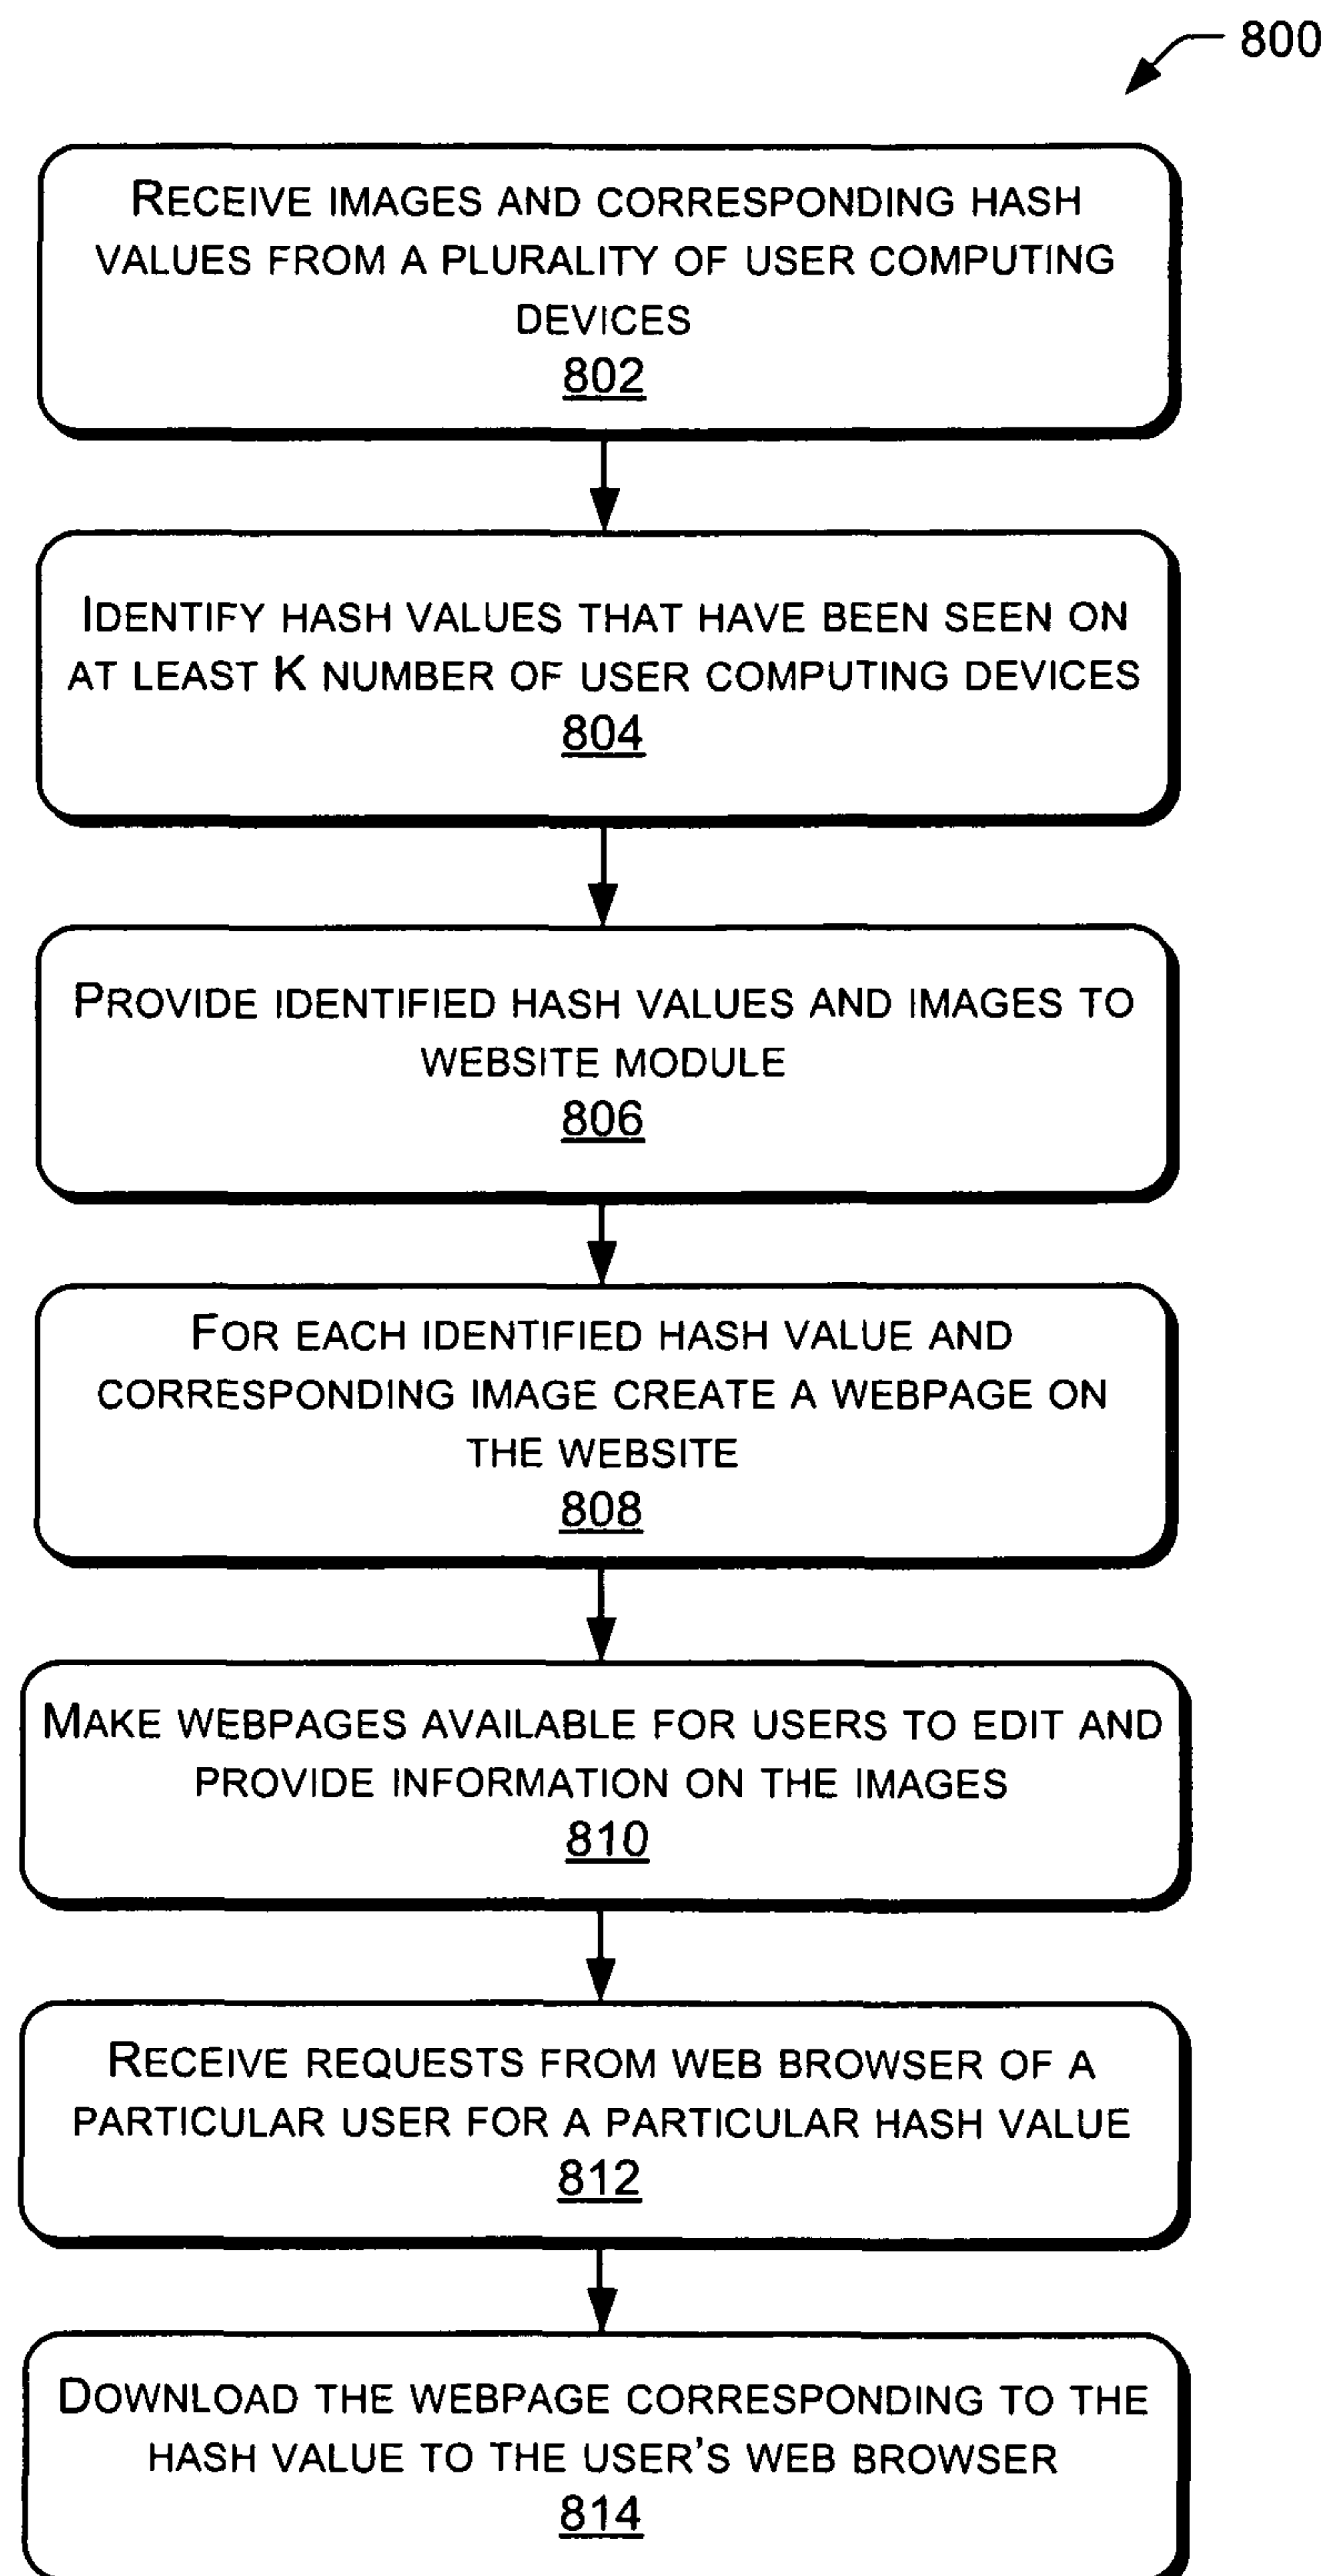 800
RECEIVE IMAGES AND CORRESPONDING HASH
VALUES FROM A PLURALITY OF USER COMPUTING
DEVICES
802
IDENTIFY HASH VALUES THAT HAVE BEEN SEEN ON
AT LEAST K NUMBER OF USER COMPUTING DEVICES
804
PROVIDE IDENTIFIED HASH VALUES AND IMAGES TO
WEBSITE MODULE
806
FOR EACH IDENTIFIED HASH VALUE AND
CORRESPONDING IMAGE CREATE A WEBPAGE ON
THE WEBSITE
808
MAKE WEBPAGES AVAILABLE FOR USERS TO EDIT AND
PROVIDE INFORMATION ON THE IMAGES
810
RECEIVE REQUESTS FROM WEB BROWSER OF A
PARTICULAR USER FOR A PARTICULAR HASH VALUE
812
DOWNLOAD THE WEBPAGE CORRESPONDING TO THE
HASH VALUE TO THE USER'S WEB BROWSER
814